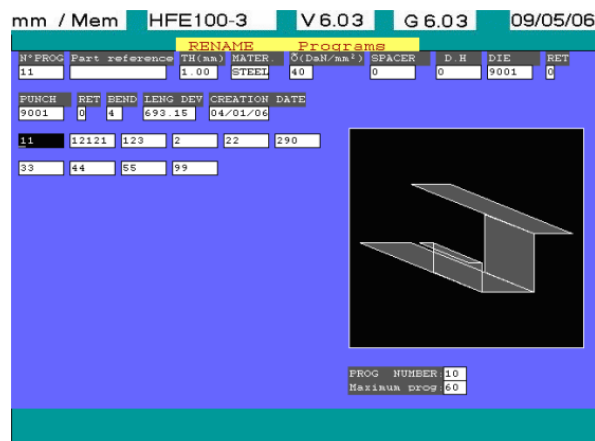 mm / Mem HFE100-3 V 6.03 G 6.03 09/05/06
RENAME Programs
N°PROG Part reference TH(mm) MATER. Õ(DaN/mm²) SPACER D.H DIE RET
11 1.00 STEEL 40 0 0 9001 0
PUNCH RET BEND LENG DEV CREATION DATE
9001 0 4 693.15 04/01/06
11 12121 123 2 22 290
33 44 55 99
PROG NUMBER:10
Maximum prog:60